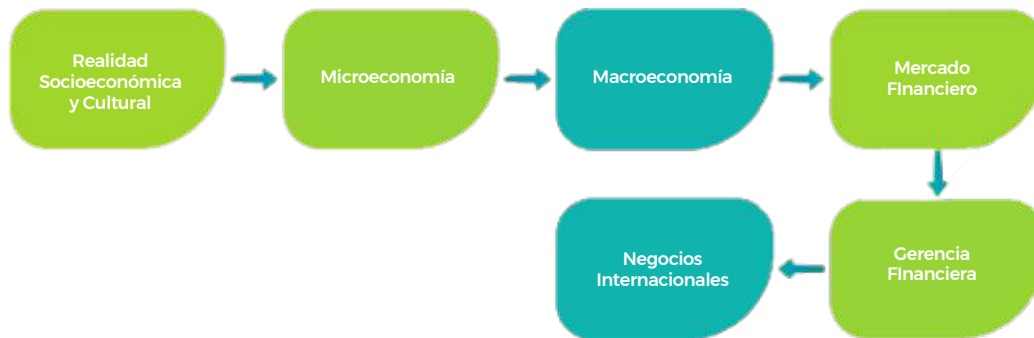 Realidad
Socioeconómica
y Cultural
Microeconomía
Macroeconomía
Mercado
FInanciero
Gerencia
FInanciera
Negocios
Internacionales